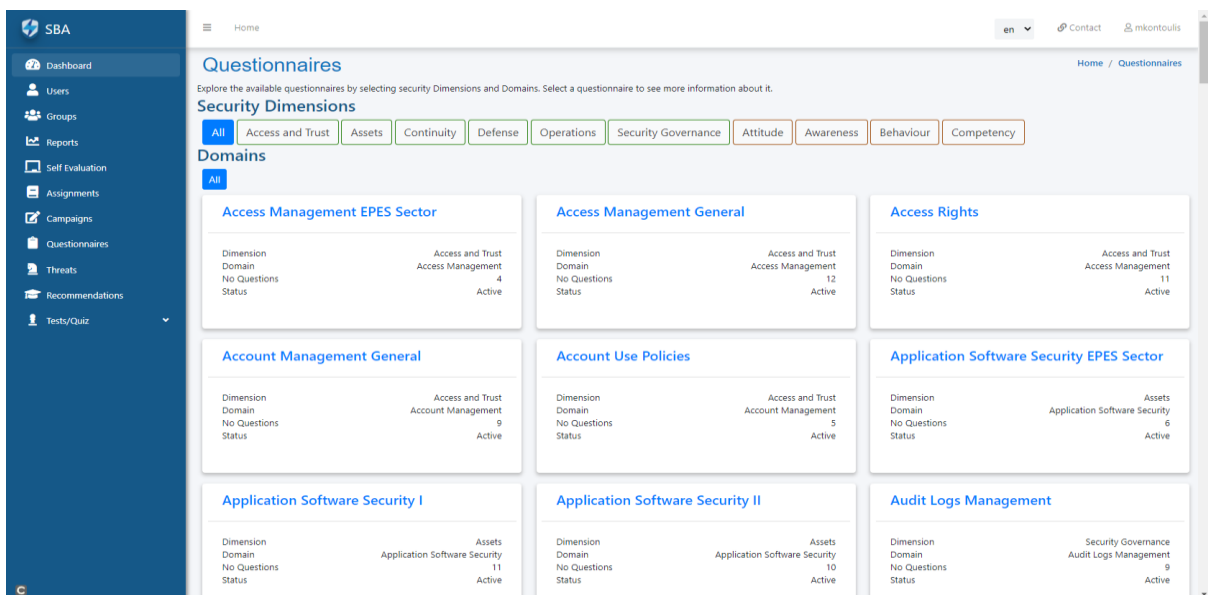 SBA
Home
en
Contact
mkontoulis
Dashboard
Users
Groups
Reports
Self Evaluation
Assignments
Campaigns
Questionnaires
Threats
Recommendations
Tests/Quiz
Questionnaires
Home / Questionnaires
Explore the available questionnaires by selecting security Dimensions and Domains. Select a questionnaire to see more information about it.
Security Dimensions
All Access and Trust Assets Continuity Defense Operations Security Governance Attitude Awareness Behaviour Competency
Domains
All
Access Management EPES Sector
Dimension Access and Trust
Domain Access Management
No Questions 4
Status Active
Access Management General
Dimension Access and Trust
Domain Access Management
No Questions 12
Status Active
Access Rights
Dimension Access and Trust
Domain Access Management
No Questions 11
Status Active
Account Management General
Dimension Access and Trust
Domain Account Management
No Questions 9
Status Active
Account Use Policies
Dimension Access and Trust
Domain Account Management
No Questions 5
Status Active
Application Software Security EPES Sector
Dimension Assets
Domain Application Software Security
No Questions 6
Status Active
Application Software Security I
Dimension Assets
Domain Application Software Security
No Questions 11
Status Active
Application Software Security II
Dimension Assets
Domain Application Software Security
No Questions 10
Status Active
Audit Logs Management
Dimension Security Governance
Domain Audit Logs Management
No Questions 9
Status Active
C